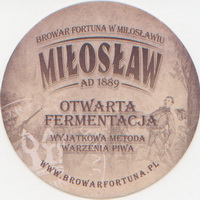 BROWAR FORTUNA W MIŁOSŁAWIU
MIŁOSŁAW
AD 1889
OTWARTA
FERMENTACJA
WYJĄTKOWA METODA
WARZENIA PIWA
WWW.BROWARFORTUNA.PL